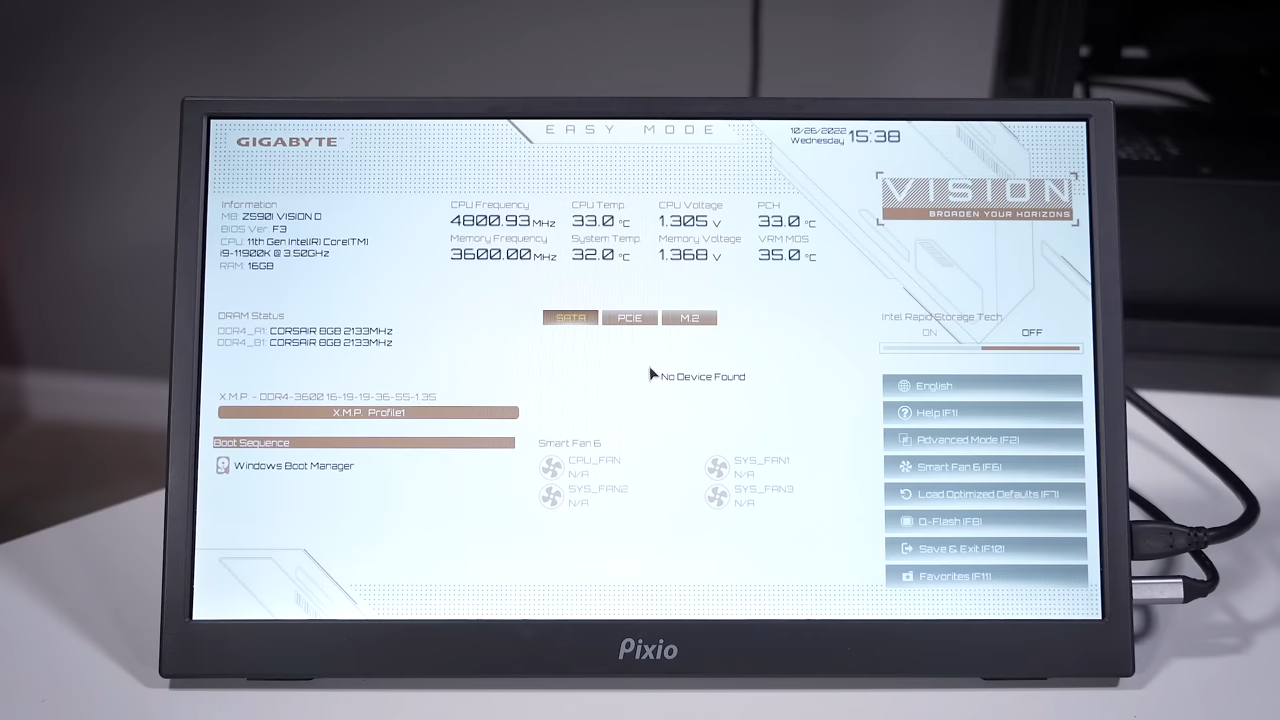 EASY MODE
GIGABYTE
10/26/2022
Wednesday
15:38
VISION
BROADEN YOUR HORIZONS
Information
MB: Z590I VISION D
BIOS Ver: F3
CPU: 11th Gen Intel(R) Core(TM)
i9-11900K @ 3.50GHz
RAM: 16GB
CPU Frequency
4800.93 MHz
CPU Temp.
33.0 °C
CPU Voltage
1.305 V
PCH
33.0 °C
Memory Frequency
3600.00 MHz
System Temp.
32.0 °C
Memory Voltage
1.368 V
VRM MOS
35.0 °C
DRAM Status
DDR4_A1: CORSAIR 8GB 2133MHz
DDR4_B1: CORSAIR 8GB 2133MHz
SATA
PCIE
M.2
No Device Found
Intel Rapid Storage Tech
ON OFF
X.M.P. - DDR4-3600 16-19-19-36-55-1.35
X.M.P. Profile1
Boot Sequence
Windows Boot Manager
Smart Fan 6
CPU_FAN
N/A
SYS_FAN1
N/A
SYS_FAN2
N/A
SYS_FAN3
N/A
English
Help (F1)
Advanced Mode (F2)
Smart Fan 6 (F6)
Load Optimized Defaults (F7)
Q-Flash (F8)
Save & Exit (F10)
Favorites (F11)
Pixio